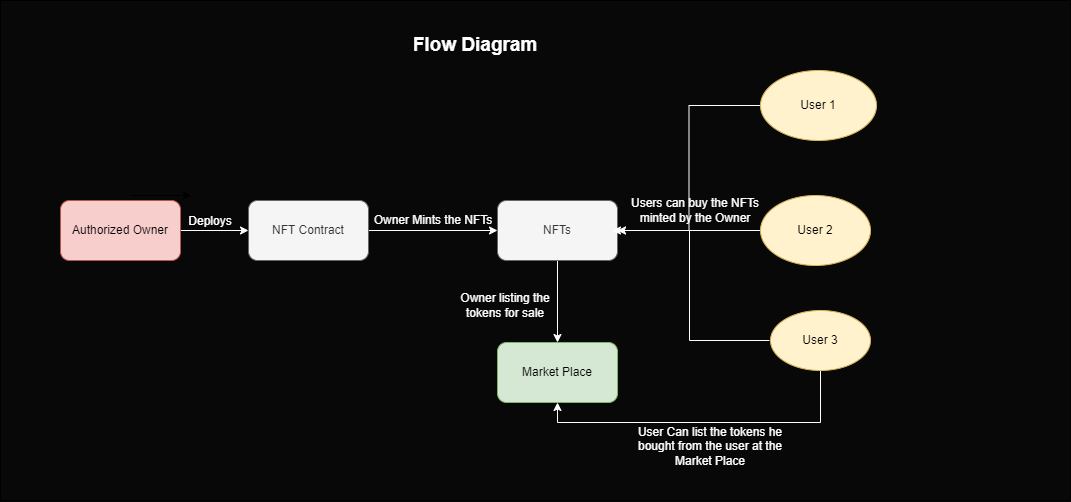 Flow Diagram
User 1
Users can buy the NFTs
minted by the Owner
Authorized Owner
Deploys
NFT Contract
Owner Mints the NFTs
NFTs
User 2
Owner listing the
tokens for sale
User 3
Market Place
User Can list the tokens he
bought from the user at the
Market Place